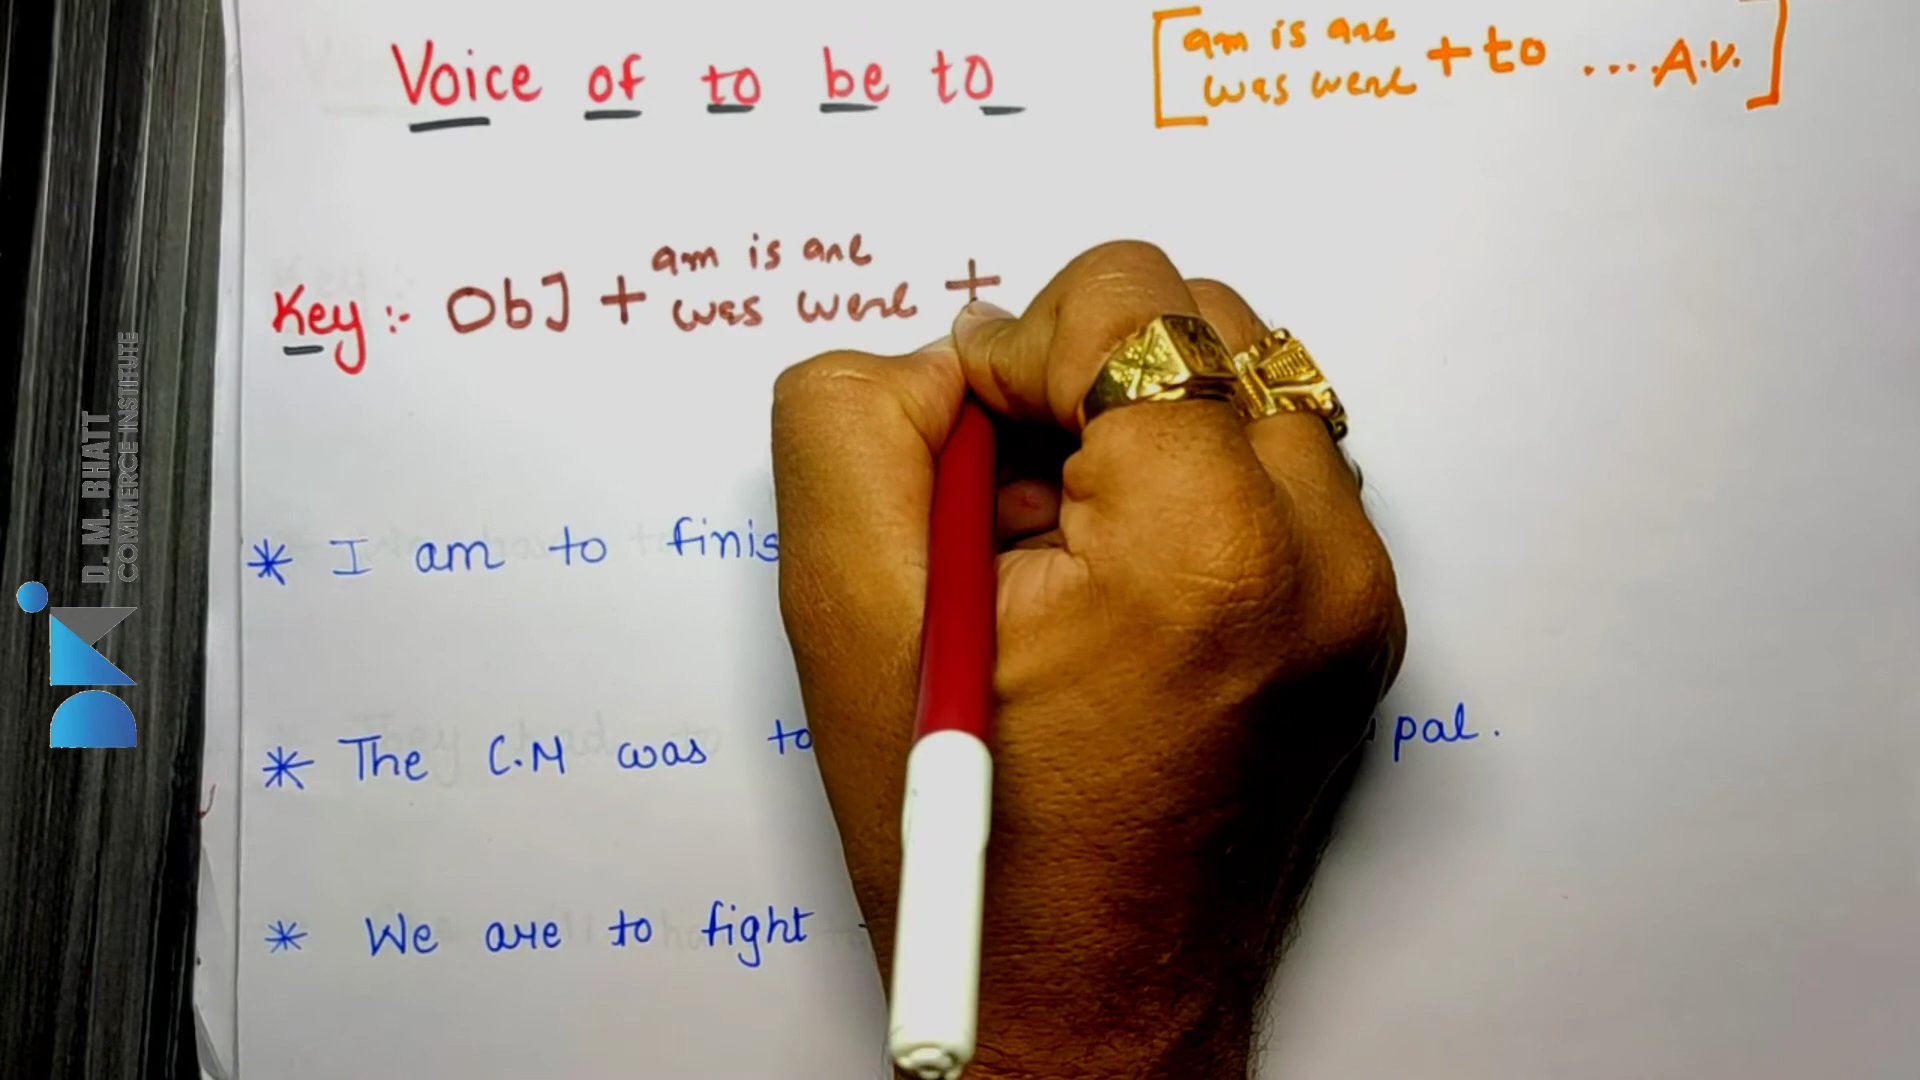 Voice of to be to
am is are
was were + to ... A.V.
Key :- ObJ + am is are
was were +
* I am to finis
* The C.M was to pal.
* We are to fight
D. M. BHATT
COMMERCE INSTITUTE